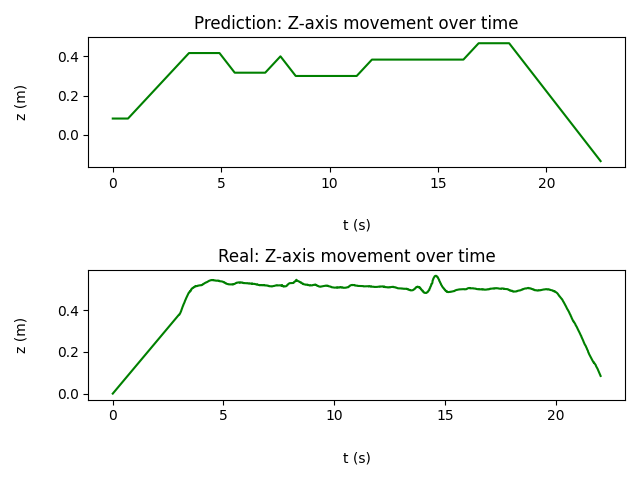 Prediction: Z-axis movement over time
0.4
0.2
0.0
z (m)
0 5 10 15 20
t (s)
Real: Z-axis movement over time
0.4
0.2
0.0
z (m)
0 5 10 15 20
t (s)